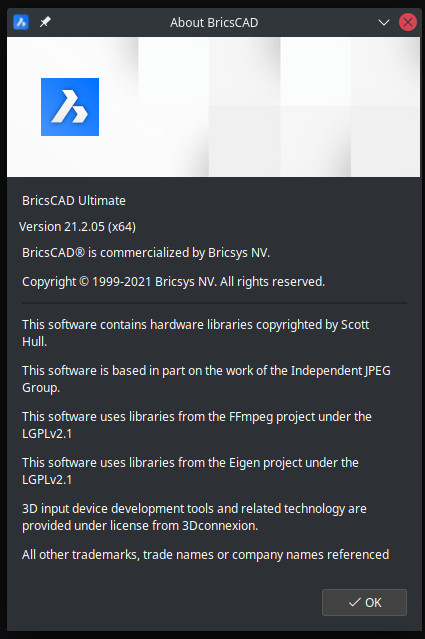 About BricsCAD
BricsCAD Ultimate
Version 21.2.05 (x64)
BricsCAD® is commercialized by Bricsys NV.
Copyright © 1999-2021 Bricsys NV. All rights reserved.
This software contains hardware libraries copyrighted by Scott
Hull.
This software is based in part on the work of the Independent JPEG
Group.
This software uses libraries from the FFmpeg project under the
LGPLv2.1
This software uses libraries from the Eigen project under the
LGPLv2.1
3D input device development tools and related technology are
provided under license from 3Dconnexion.
All other trademarks, trade names or company names referenced
OK